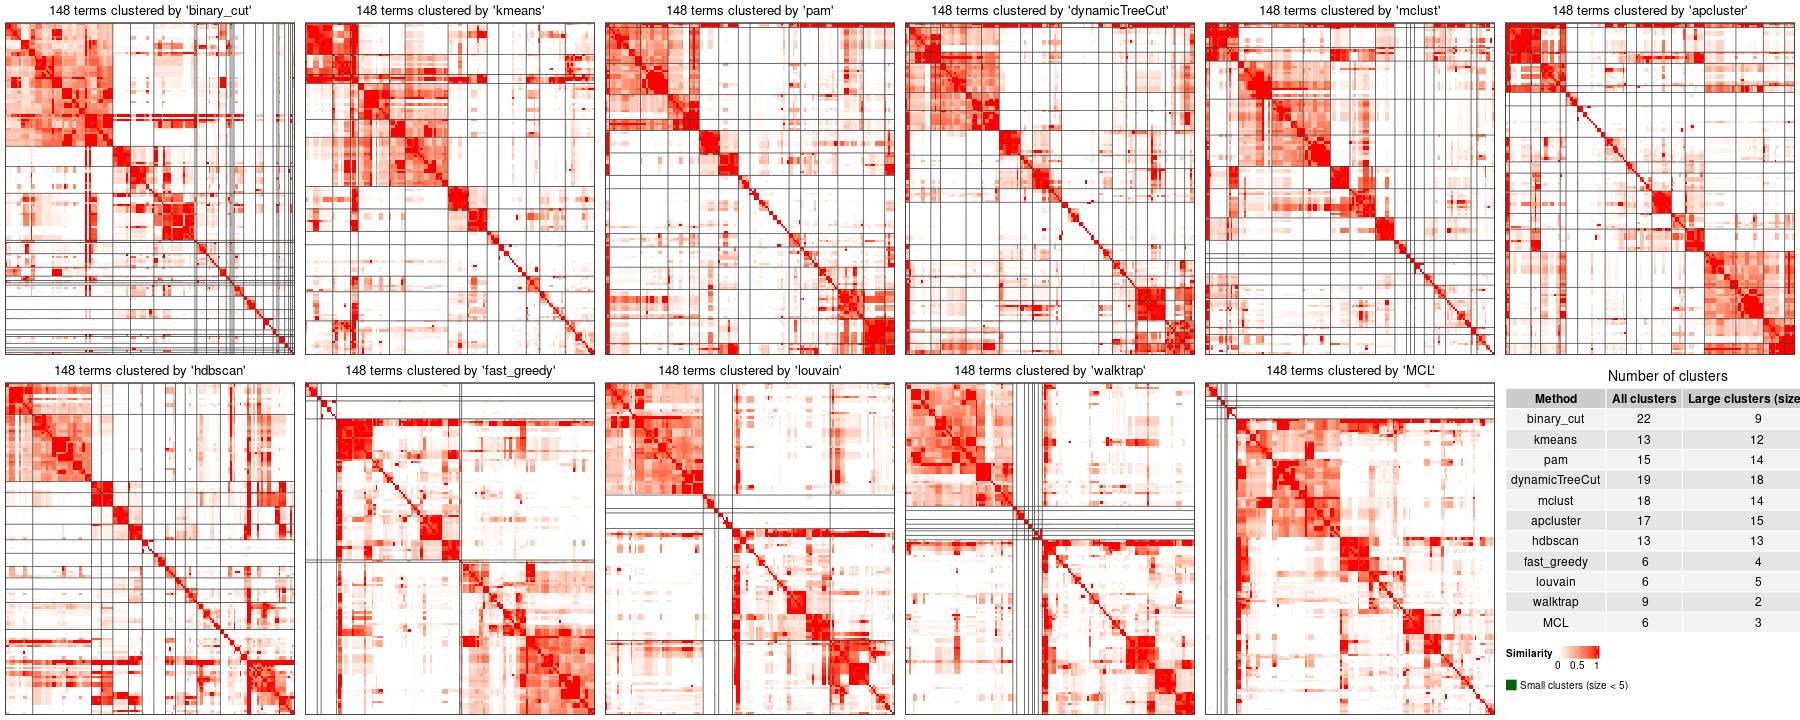 148 terms clustered by 'binary_cut'
148 terms clustered by 'kmeans'
148 terms clustered by 'pam'
148 terms clustered by 'dynamicTreeCut'
148 terms clustered by 'mclust'
148 terms clustered by 'apcluster'
148 terms clustered by 'hdbscan'
148 terms clustered by 'fast_greedy'
148 terms clustered by 'louvain'
148 terms clustered by 'walktrap'
148 terms clustered by 'MCL'
Number of clusters
Method All clusters Large clusters (size
binary_cut 22 9
kmeans 13 12
pam 15 14
dynamicTreeCut 19 18
mclust 18 14
apcluster 17 15
hdbscan 13 13
fast_greedy 6 4
louvain 6 5
walktrap 9 2
MCL 6 3
Similarity
0 0.5 1
Small clusters (size < 5)